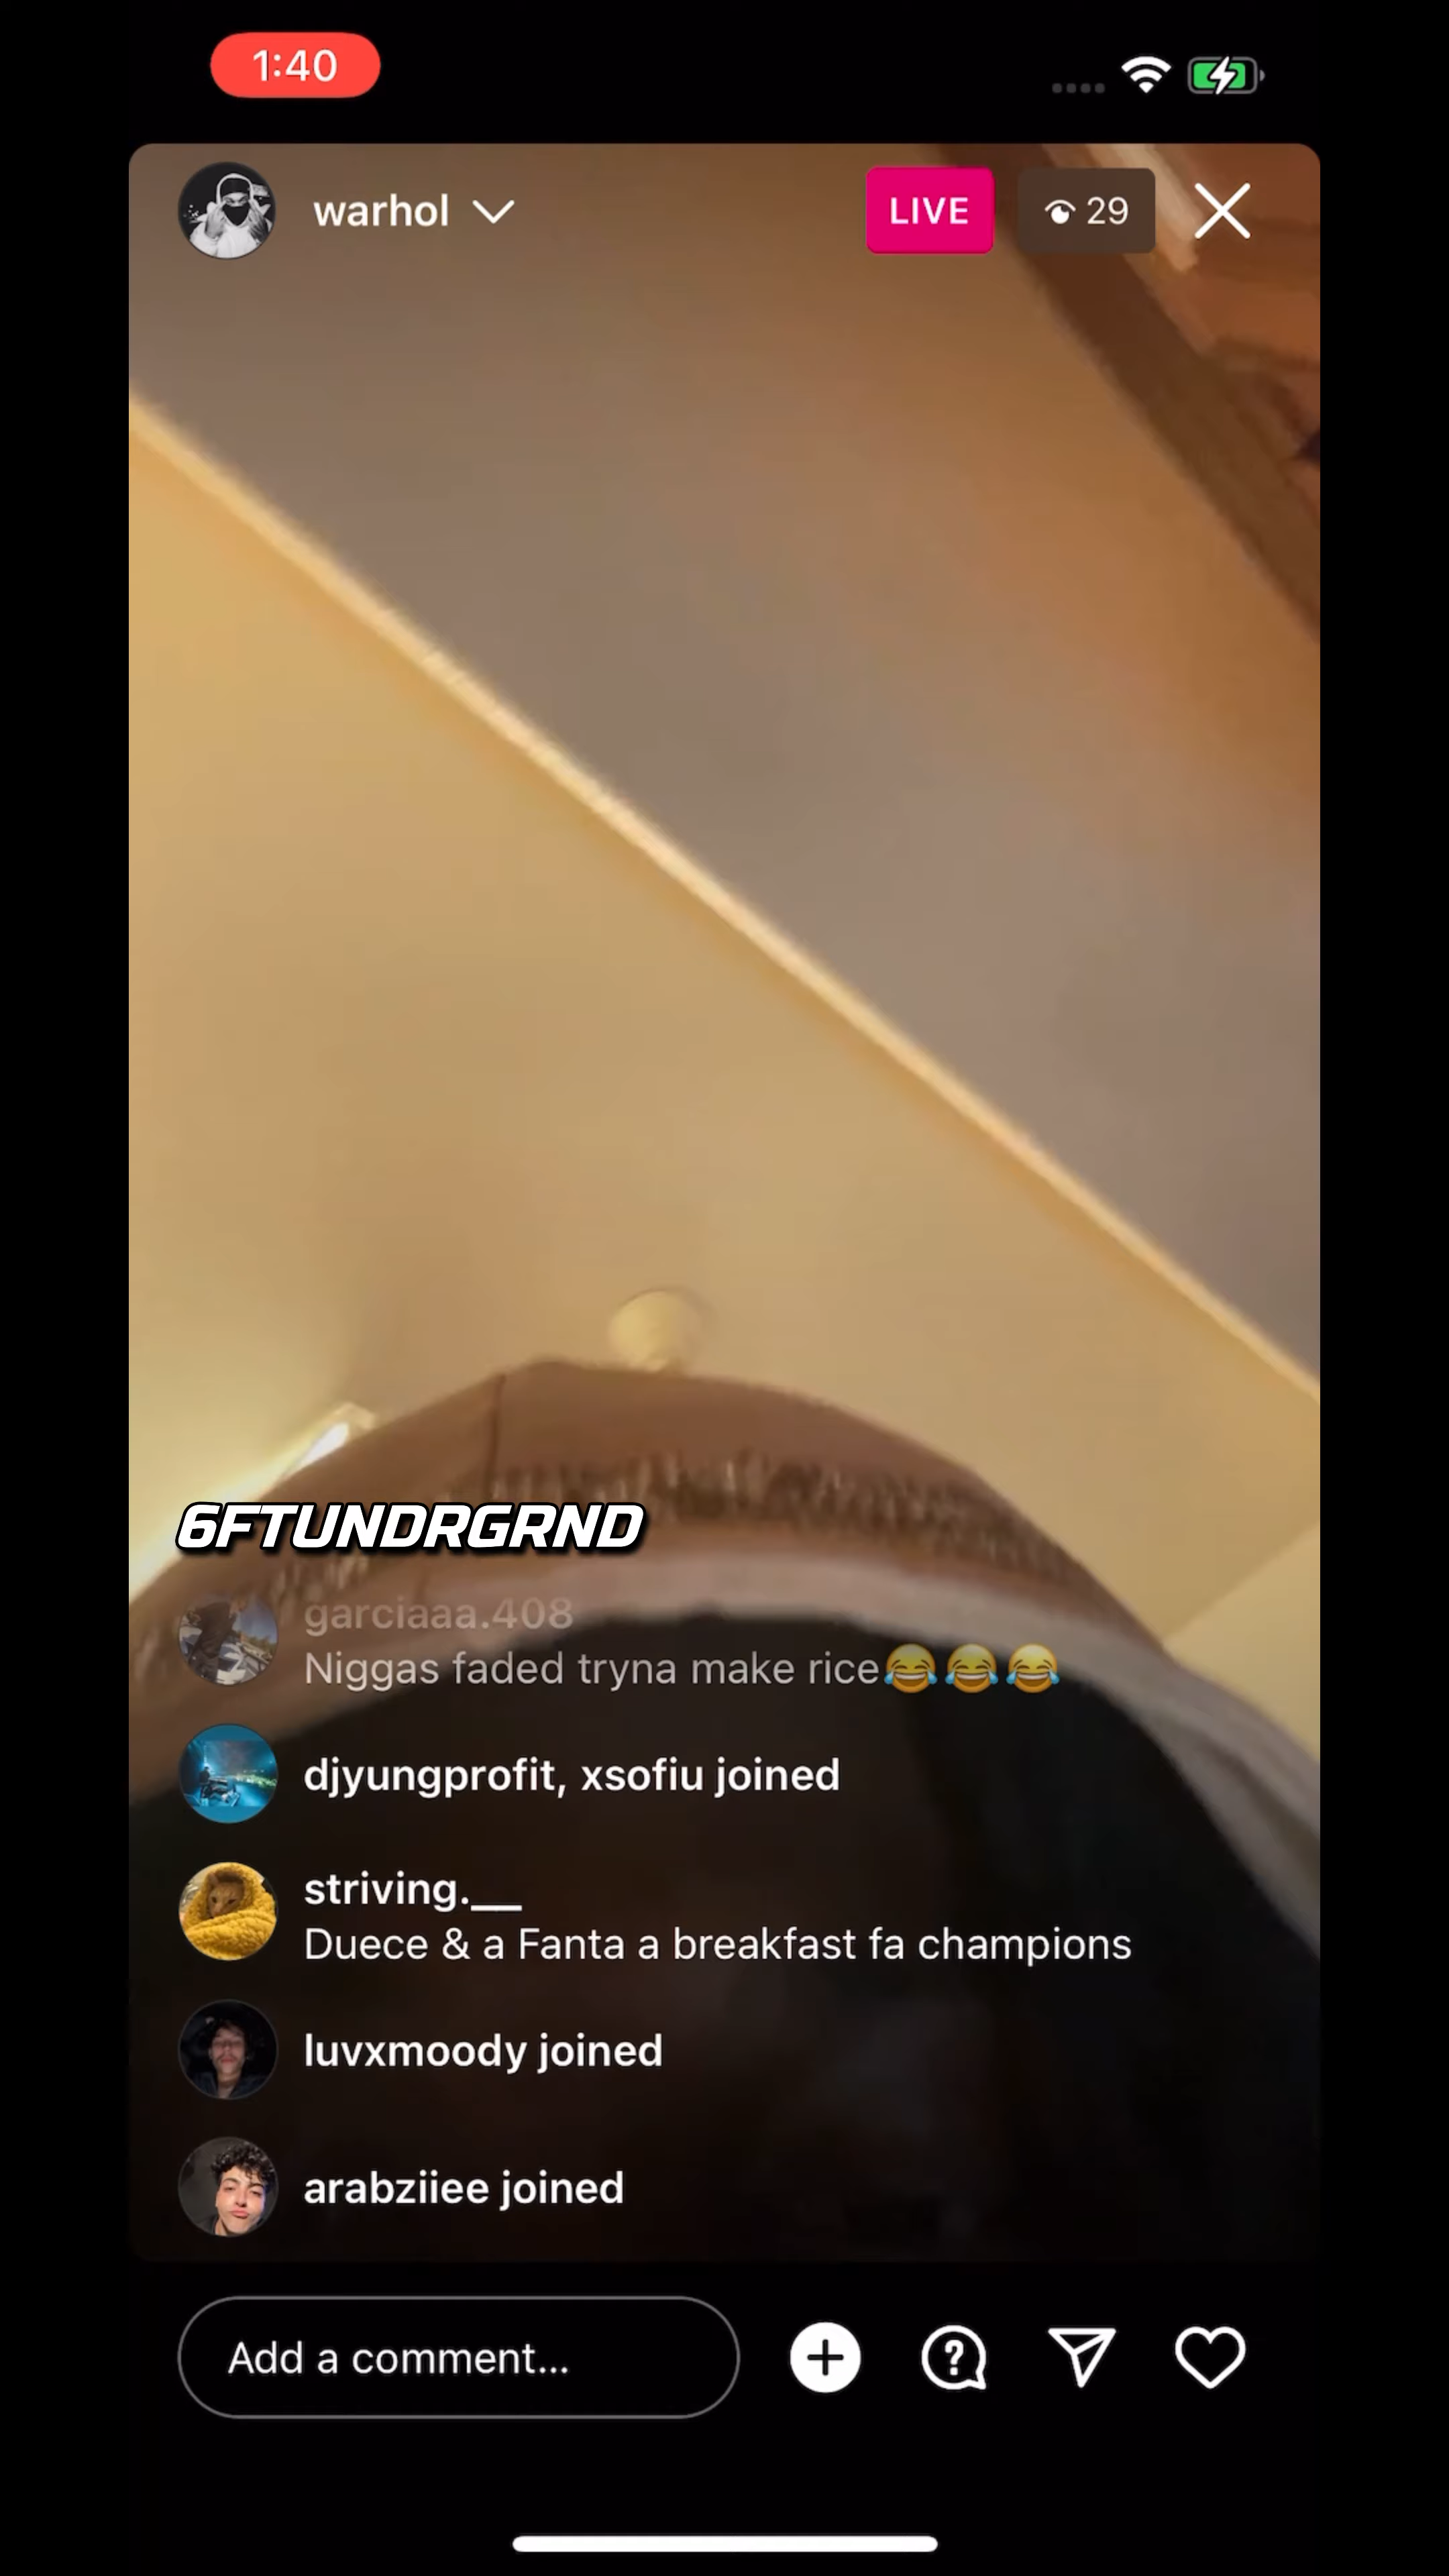 1:40
warhol
LIVE
29
6FTUNDRGRND
garciaaa.408
Niggas faded tryna make rice😂😂😂
djyungprofit, xsofiu joined
striving.__
Duece & a Fanta a breakfast fa champions
luvxmoody joined
arabziiee joined
Add a comment...